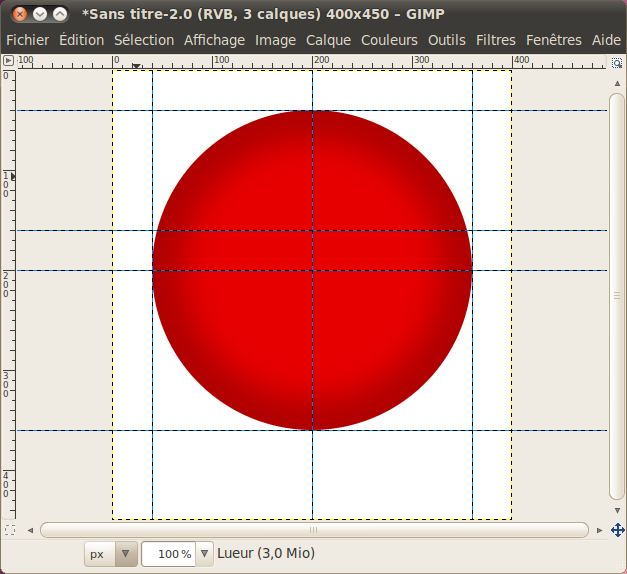 *Sans titre-2.0 (RVB, 3 calques) 400x450 – GIMP
Fichier Édition Sélection Affichage Image Calque Couleurs Outils Filtres Fenêtres Aide
-100 0 100 200 300 400
0
100
200
300
400
px 100 % Lueur (3,0 Mio)